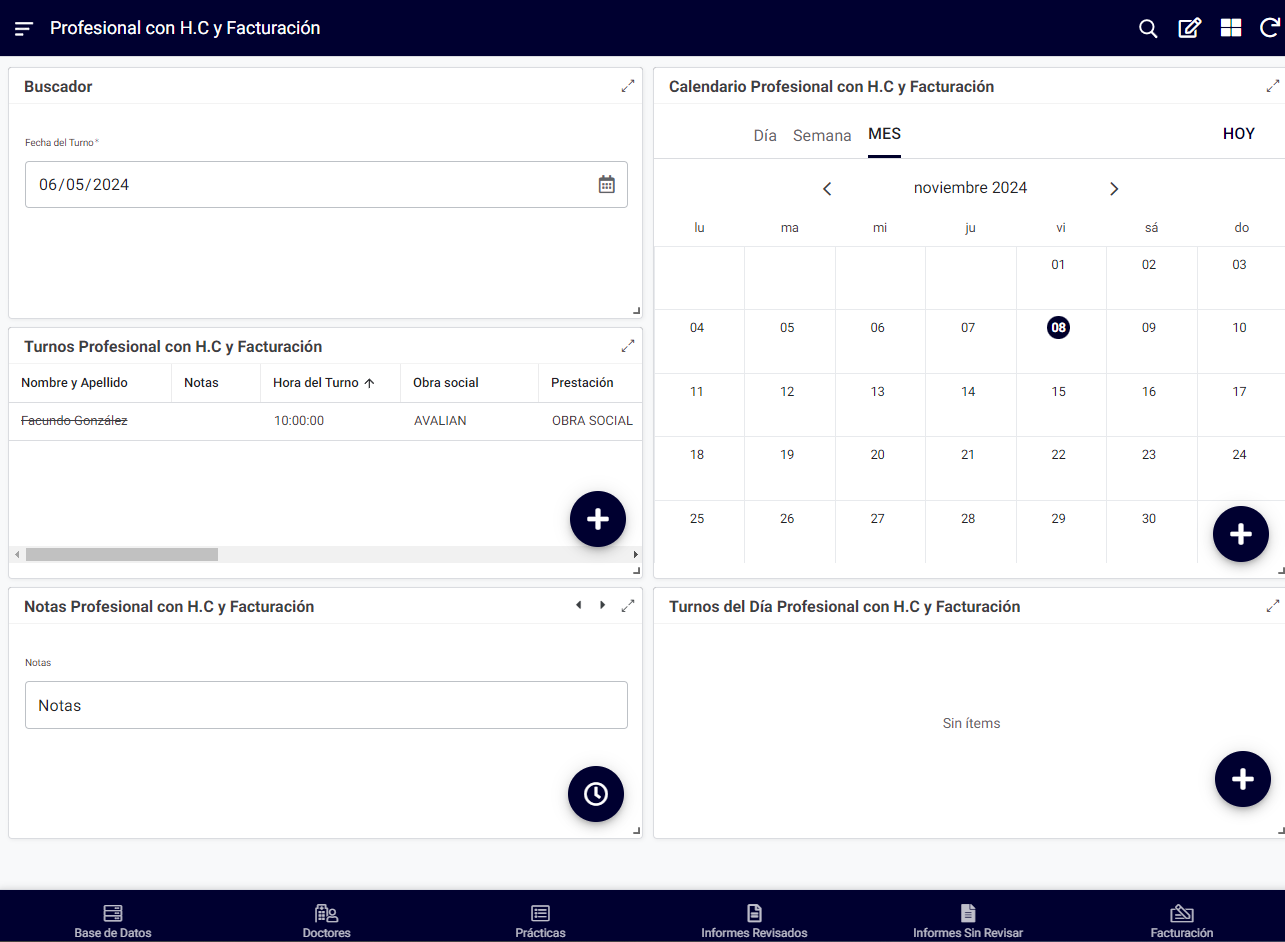 Profesional con H.C y Facturación
Buscador
Fecha del Turno*
06/05/2024
Turnos Profesional con H.C y Facturación
Nombre y Apellido Notas Hora del Turno Obra social Prestación
Facundo González 10:00:00 AVALIAN OBRA SOCIAL
Notas Profesional con H.C y Facturación
Notas
Notas
Calendario Profesional con H.C y Facturación
Día Semana MES HOY
noviembre 2024
lu ma mi ju vi sá do
01 02 03
04 05 06 07 08 09 10
11 12 13 14 15 16 17
18 19 20 21 22 23 24
25 26 27 28 29 30
Turnos del Día Profesional con H.C y Facturación
Sin ítems
Base de Datos Doctores Prácticas Informes Revisados Informes Sin Revisar Facturación